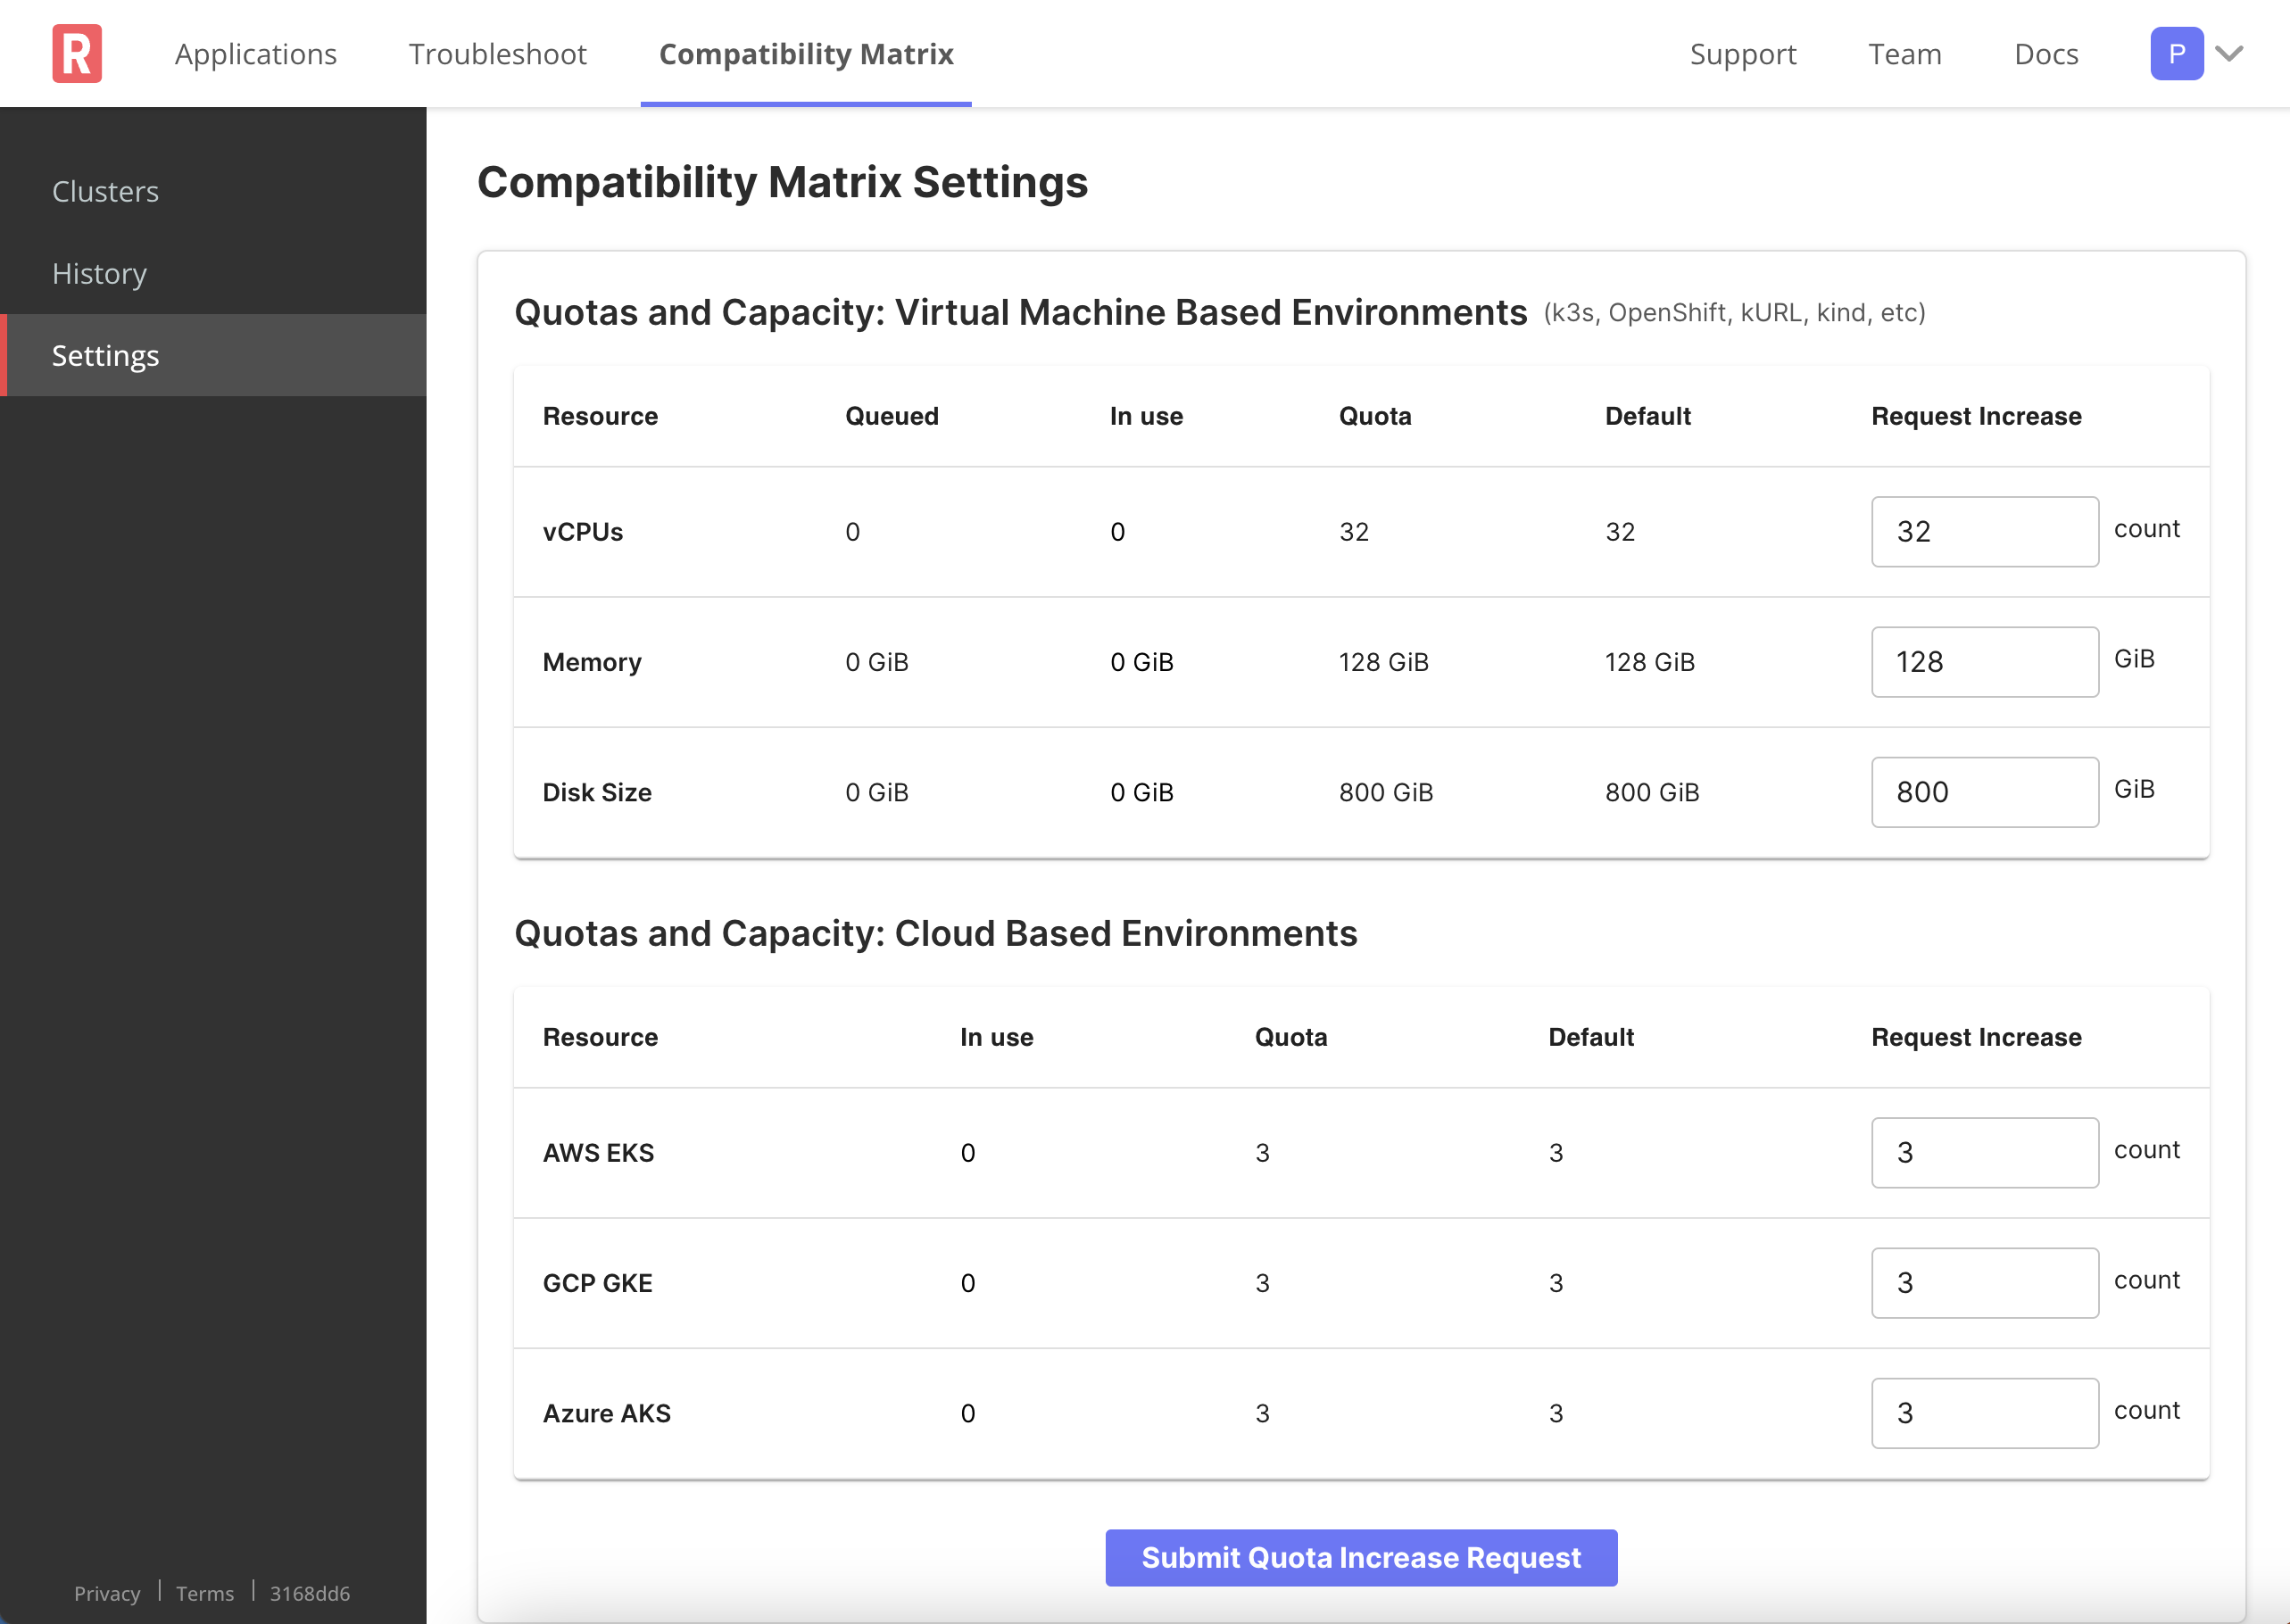 R Applications Troubleshoot Compatibility Matrix Support Team Docs P
Clusters
History
Settings
Compatibility Matrix Settings
Quotas and Capacity: Virtual Machine Based Environments (k3s, OpenShift, kURL, kind, etc)
Resource Queued In use Quota Default Request Increase
vCPUs 0 0 32 32 32 count
Memory 0 GiB 0 GiB 128 GiB 128 GiB 128 GiB
Disk Size 0 GiB 0 GiB 800 GiB 800 GiB 800 GiB
Quotas and Capacity: Cloud Based Environments
Resource In use Quota Default Request Increase
AWS EKS 0 3 3 3 count
GCP GKE 0 3 3 3 count
Azure AKS 0 3 3 3 count
Submit Quota Increase Request
Privacy | Terms | 3168dd6